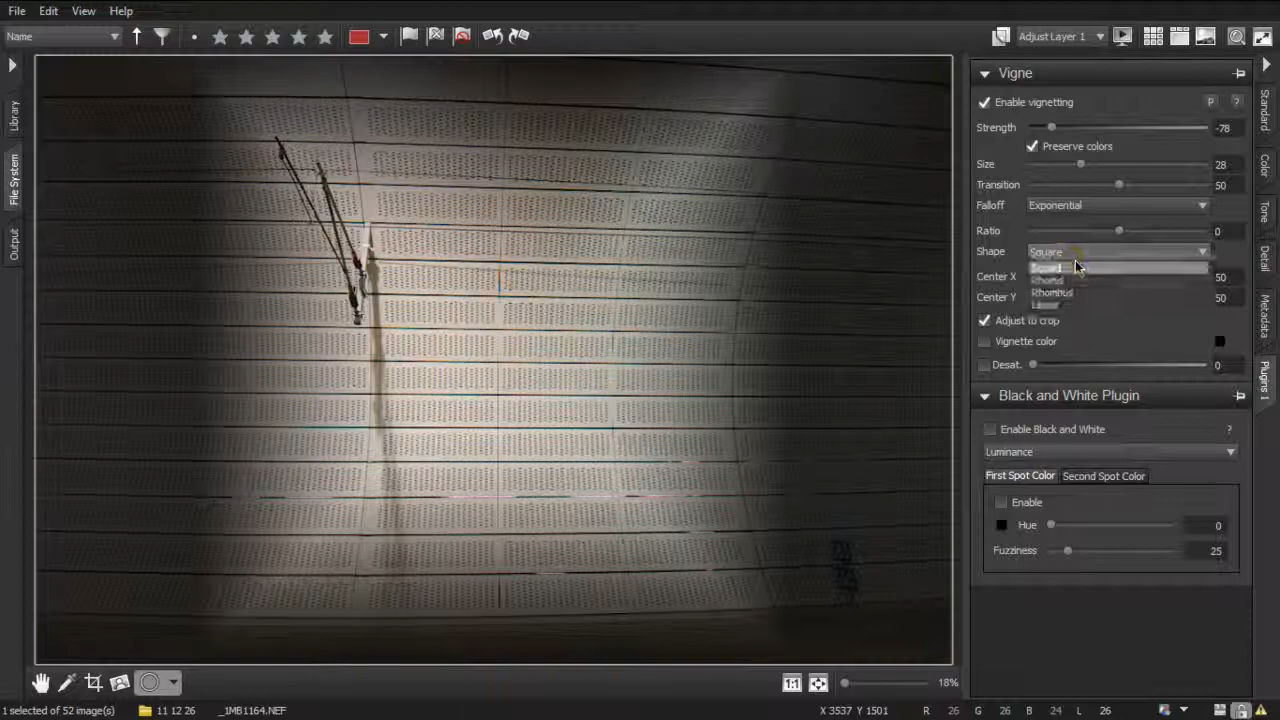 File Edit View Help
Name
Adjust Layer 1
Library
File System
Output
Vigne
Enable vignetting P ?
Strength -78
Preserve colors
Size 28
Transition 50
Falloff Exponential
Ratio 0
Shape Square
Rhombus
Center X 50
Center Y 50
Adjust to crop
Vignette color
Desat. 0
Black and White Plugin
Enable Black and White ?
Luminance
First Spot Color Second Spot Color
Enable
Hue 0
Fuzziness 25
Standard
Color
Tone
Detail
Metadata
Plugins 1
1:1
18%
1 selected of 52 image(s) 11 12 26 _1MB1164.NEF X 3537 Y 1501 R 26 G 26 B 24 L 26